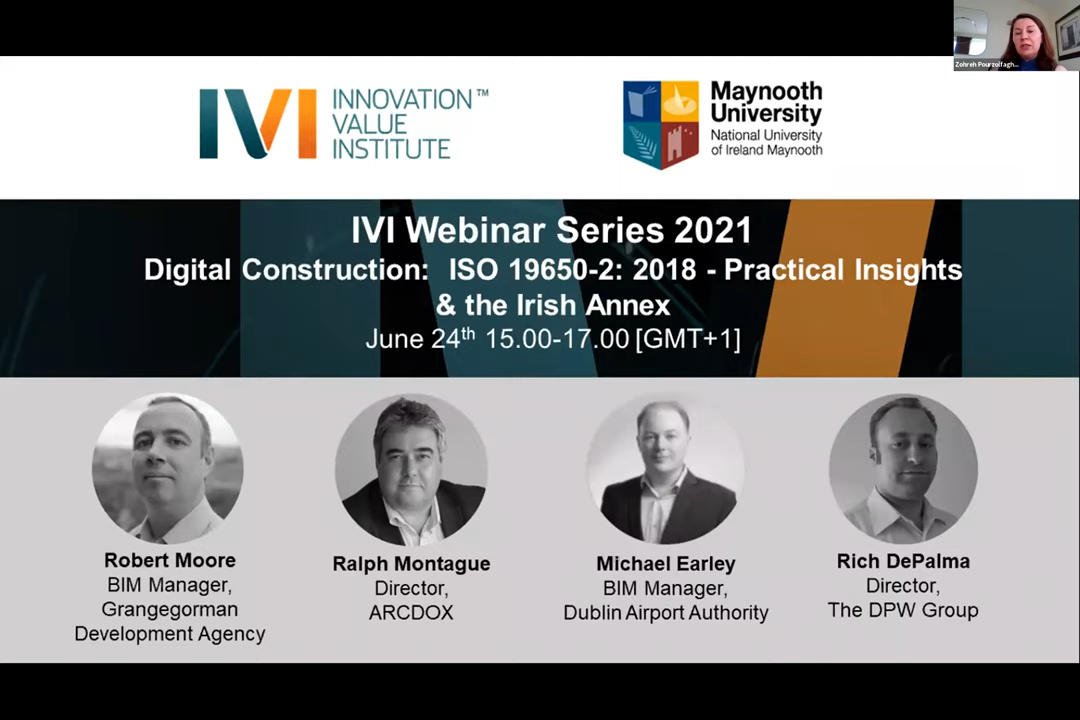 Zohreh Pourzolfagh...
IVI INNOVATION™
VALUE
INSTITUTE
Maynooth
University
National University
of Ireland Maynooth
IVI Webinar Series 2021
Digital Construction: ISO 19650-2: 2018 - Practical Insights
& the Irish Annex
June 24th 15.00-17.00 [GMT+1]
Robert Moore
BIM Manager,
Grangegorman
Development Agency
Ralph Montague
Director,
ARCDOX
Michael Earley
BIM Manager,
Dublin Airport Authority
Rich DePalma
Director,
The DPW Group